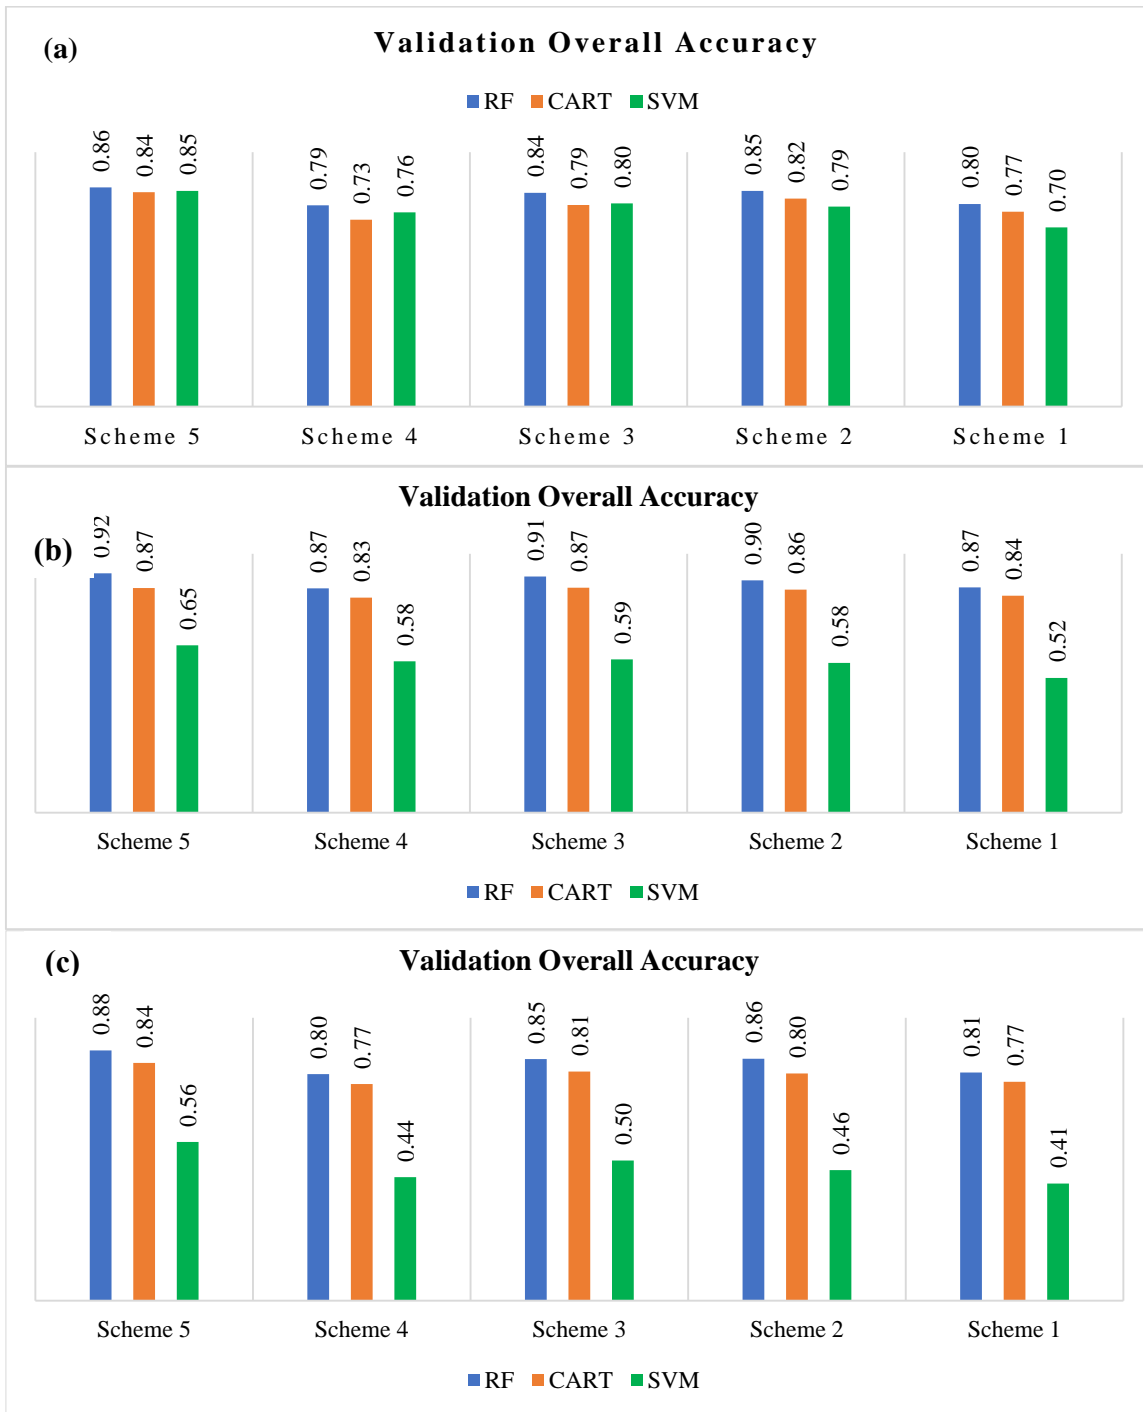 (a)
Validation Overall Accuracy
RF CART SVM
0.86 0.84 0.85 0.79 0.73 0.76 0.84 0.79 0.80 0.85 0.82 0.79 0.80 0.77 0.70
Scheme 5 Scheme 4 Scheme 3 Scheme 2 Scheme 1
Validation Overall Accuracy
(b)
0.92 0.87 0.65 0.87 0.83 0.58 0.91 0.87 0.59 0.90 0.86 0.58 0.87 0.84 0.52
Scheme 5 Scheme 4 Scheme 3 Scheme 2 Scheme 1
RF CART SVM
(c)
Validation Overall Accuracy
0.88 0.84 0.56 0.80 0.77 0.44 0.85 0.81 0.50 0.86 0.80 0.46 0.81 0.77 0.41
Scheme 5 Scheme 4 Scheme 3 Scheme 2 Scheme 1
RF CART SVM